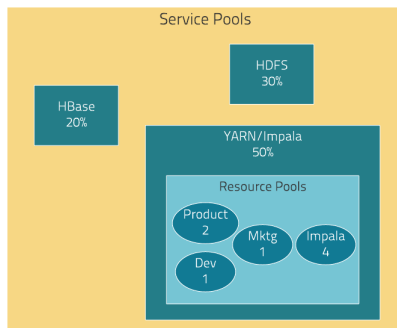 Service Pools
HDFS
30%
HBase
20%
YARN/Impala
50%
Resource Pools
Product
2
Mktg
1
Impala
4
Dev
1